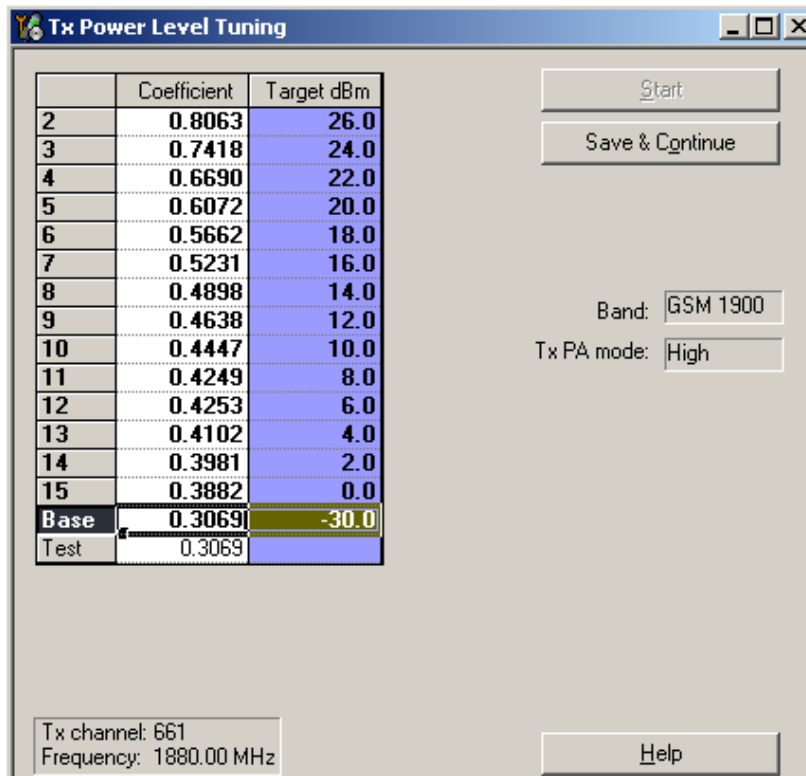 Tx Power Level Tuning
Coefficient Target dBm
2 0.8063 26.0
3 0.7418 24.0
4 0.6690 22.0
5 0.6072 20.0
6 0.5662 18.0
7 0.5231 16.0
8 0.4898 14.0
9 0.4638 12.0
10 0.4447 10.0
11 0.4249 8.0
12 0.4253 6.0
13 0.4102 4.0
14 0.3981 2.0
15 0.3882 0.0
Base 0.3069 -30.0
Test 0.3069
Start
Save & Continue
Band: GSM 1900
Tx PA mode: High
Tx channel: 661
Frequency: 1880.00 MHz
Help